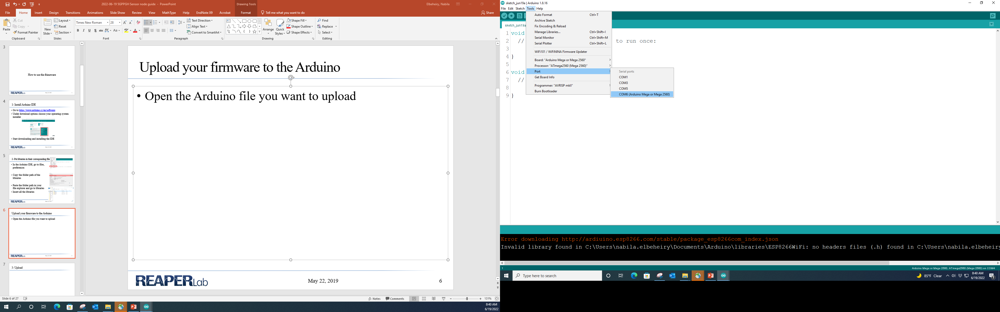 2022-06-19 5GPPGH Sensor node guide - PowerPoint
Drawing Tools
Elbeheiry, Nabila
File Home Insert Design Transitions Animations Slide Show Review View MathType Help EndNote X9 Acrobat Format Tell me what you want to do Share
Paste
Cut
Copy
Format Painter
Clipboard
New Slide
Layout
Reset
Section
Slides
Times New Roman 28
B I U S abc AV Aa A
Font
Text Direction
Align Text
Convert to SmartArt
Paragraph
Arrange
Quick Styles
Shape Fill
Shape Outline
Shape Effects
Drawing
Find
Replace
Select
Editing
3
How to use the frimeware
REAPERLab
4
1- Install Arduino IDE
• Go to https://www.arduino.cc/en/software
• Under download options choose your operating system
installer
• Start downloading and installing the IDE
REAPERLab
5
2- Put libraries in their corresponding file
• In the Arduino IDE, go to files,
preferences
• Copy the folder path of the
libraries
• Paste the folder path in your
file explorer and go to libraries
• Insert all the libraries
REAPERLab
6
Upload your firmware to the Arduino
• Open the Arduino file you want to upload
REAPERLab
7
3- Upload
Upload your firmware to the Arduino
• Open the Arduino file you want to upload
REAPERLab
May 22, 2019
6
Slide 6 of 27
Notes Comments 131%
8:40 AM
6/19/2022
sketch_jun19a | Arduino 1.8.16
File Edit Sketch Tools Help
sketch_jun19a
Auto Format Ctrl+T
Archive Sketch
Fix Encoding & Reload
Manage Libraries... Ctrl+Shift+I
Serial Monitor Ctrl+Shift+M
Serial Plotter Ctrl+Shift+L
WiFi101 / WiFiNINA Firmware Updater
Board: "Arduino Mega or Mega 2560"
Processor: "ATmega2560 (Mega 2560)"
Port
Get Board Info
Programmer: "AVRISP mkII"
Burn Bootloader
Serial ports
COM1
COM3
COM5
COM6 (Arduino Mega or Mega 2560)
1 void
2 // to run once:
3
4 }
5
6 void
7 //
8
9 }
Error downloading http://ardiuino.esp8266.com/stable/package_esp8266com_index.json
Invalid library found in C:\Users\nabila.elbeheiry\Documents\Arduino\libraries\ESP8266WiFi: no headers files (.h) found in C:\Users\nabila.elbeheiry
1
Arduino Mega or Mega 2560, ATmega2560 (Mega 2560) on COM4
Type here to search
85°F Clear
8:40 AM
6/19/2022
3